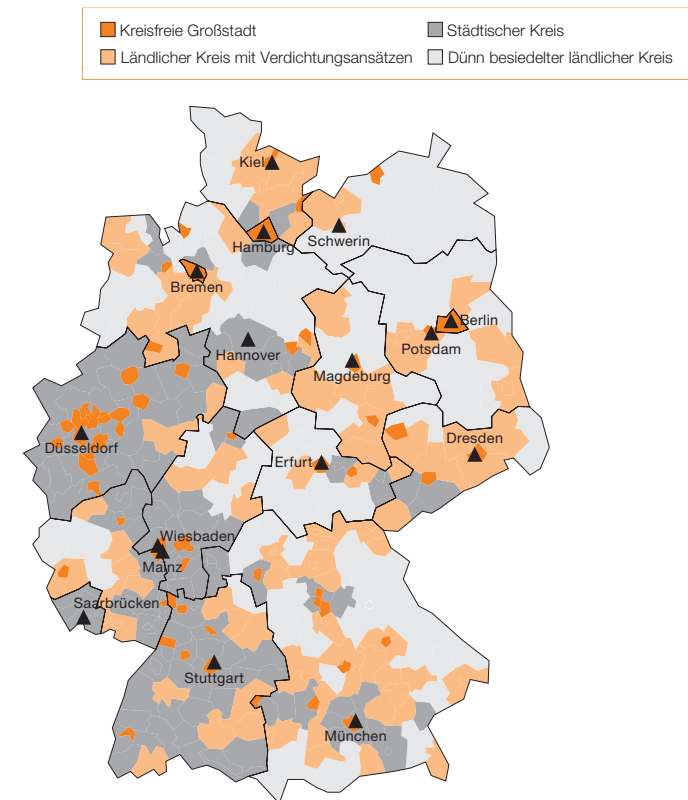 Kreisfreie Großstadt
Städtischer Kreis
Ländlicher Kreis mit Verdichtungsansätzen
Dünn besiedelter ländlicher Kreis
Kiel
Schwerin
Hamburg
Bremen
Berlin
Potsdam
Hannover
Magdeburg
Dresden
Düsseldorf
Erfurt
Wiesbaden
Mainz
Saarbrücken
Stuttgart
München